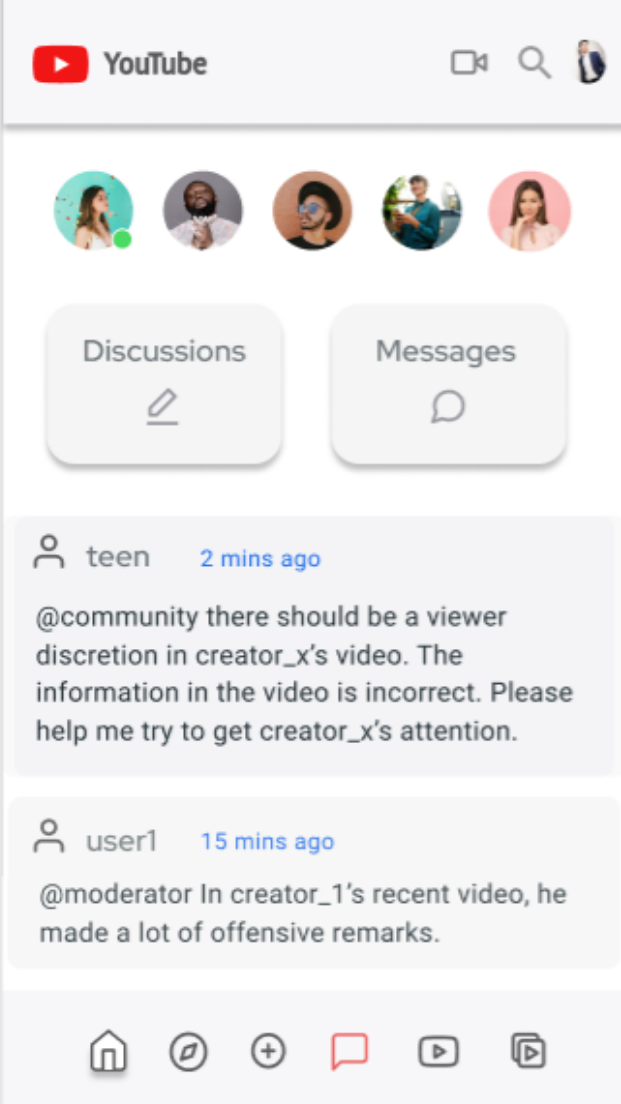 YouTube
Discussions
Messages
teen
2 mins ago
@community there should be a viewer
discretion in creator_x's video. The
information in the video is incorrect. Please
help me try to get creator_x's attention.
user1
15 mins ago
@moderator In creator_1's recent video, he
made a lot of offensive remarks.